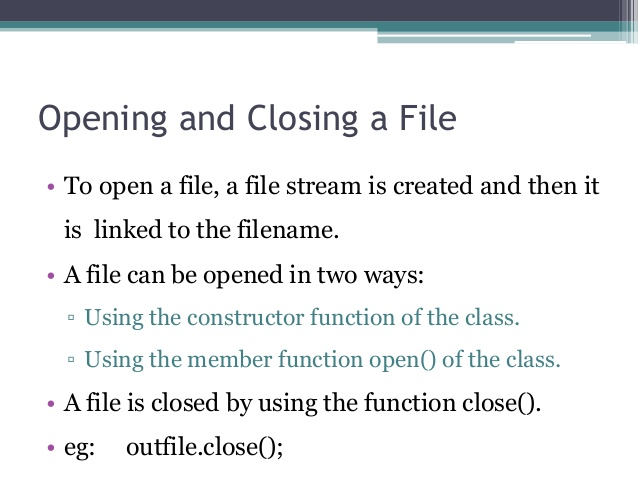 Opening and Closing a File
• To open a file, a file stream is created and then it
is linked to the filename.
• A file can be opened in two ways:
▫ Using the constructor function of the class.
▫ Using the member function open() of the class.
• A file is closed by using the function close().
• eg: outfile.close();